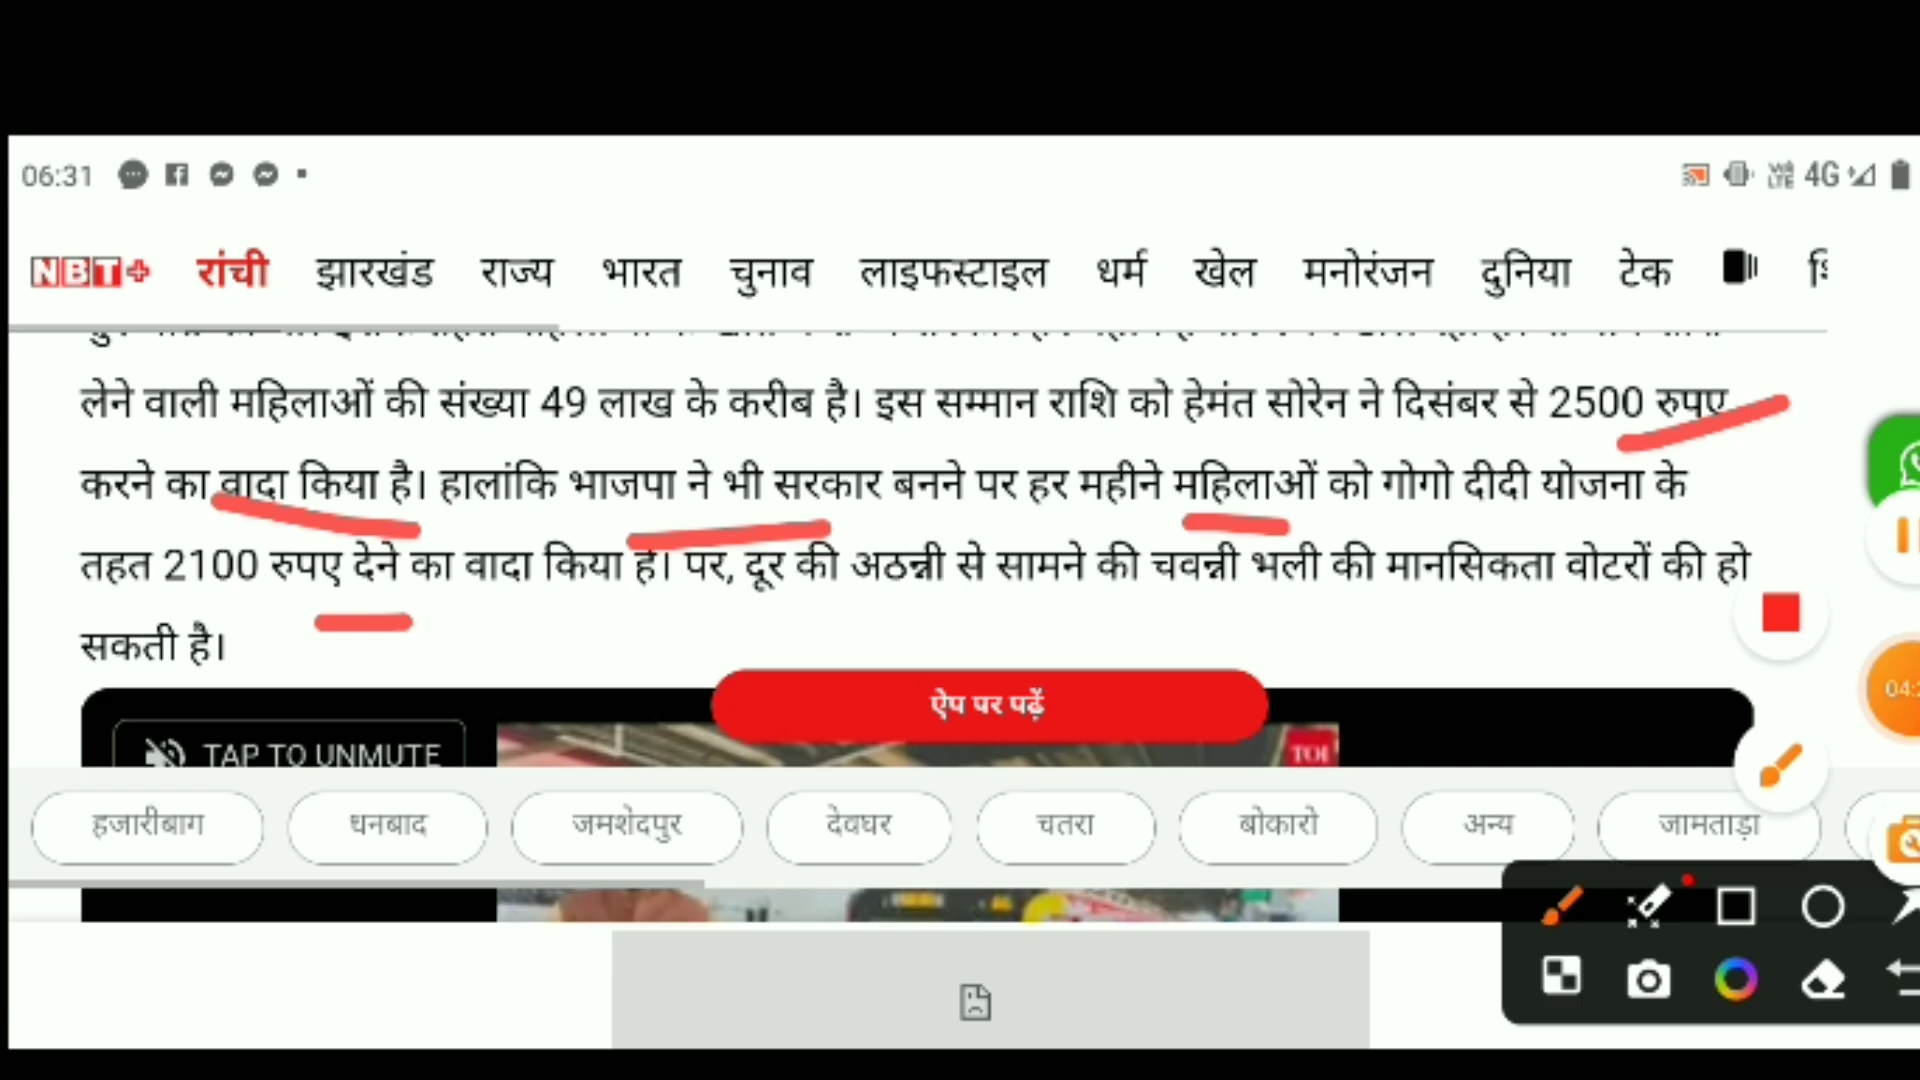 06:31
4G
NBT+ रांची झारखंड राज्य भारत चुनाव लाइफस्टाइल धर्म खेल मनोरंजन दुनिया टेक
लेने वाली महिलाओं की संख्या 49 लाख के करीब है। इस सम्मान राशि को हेमंत सोरेन ने दिसंबर से 2500 रुपए
करने का वादा किया है। हालांकि भाजपा ने भी सरकार बनने पर हर महीने महिलाओं को गोगो दीदी योजना के
तहत 2100 रुपए देने का वादा किया है। पर, दूर की अठन्नी से सामने की चवन्नी भली की मानसिकता वोटरों की हो
सकती है।
ऐप पर पढ़ें
TAP TO UNMUTE
TOI
हजारीबाग धनबाद जमशेदपुर देवघर चतरा बोकारो अन्य जामताड़ा